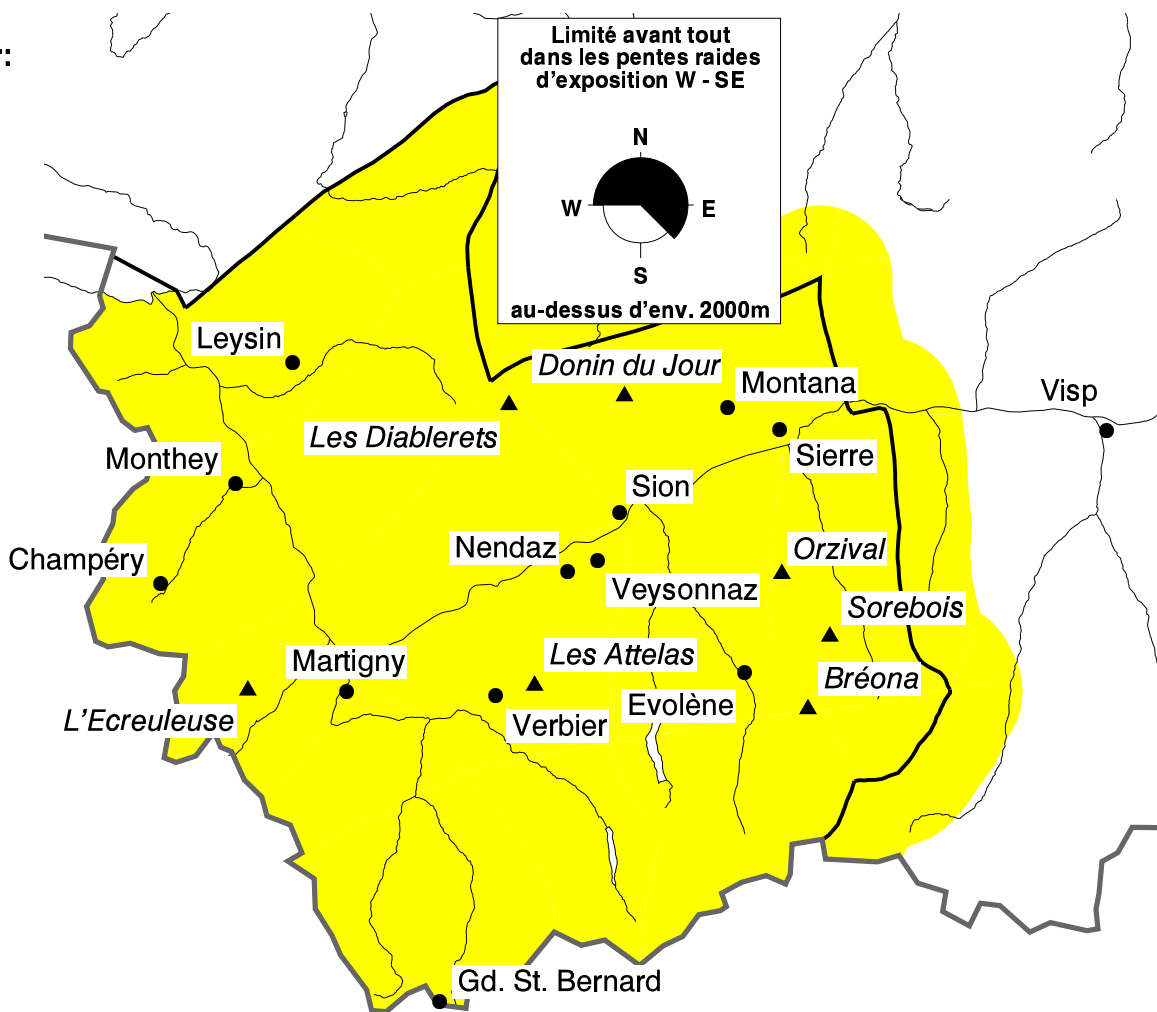 Limité avant tout
dans les pentes raides
d'exposition W - SE
r:
N
W
E
S
au-dessus d'env. 2000m
Leysin
Donin du Jour
Montana
Visp
Les Diablerets
Sierre
Monthey
Sion
Nendaz
Orzival
Champéry
Veysonnaz
Sorebois
Les Attelas
Martigny
Bréona
Evolène
L'Ecreuleuse
Verbier
Gd. St. Bernard